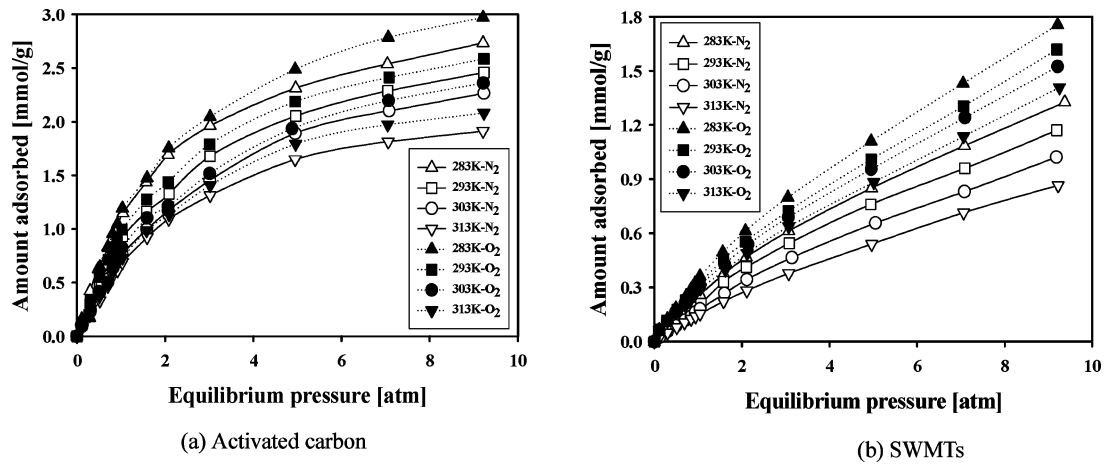 Amount adsorbed [mmol/g]
3.0
2.5
2.0
1.5
1.0
0.5
0.0
283K-N2
293K-N2
303K-N2
313K-N2
283K-O2
293K-O2
303K-O2
313K-O2
0 2 4 6 8 10
Equilibrium pressure [atm]
(a) Activated carbon
Amount adsorbed [mmol/g]
1.8
1.5
1.2
0.9
0.6
0.3
0.0
283K-N2
293K-N2
303K-N2
313K-N2
283K-O2
293K-O2
303K-O2
313K-O2
0 2 4 6 8 10
Equilibrium pressure [atm]
(b) SWMTs